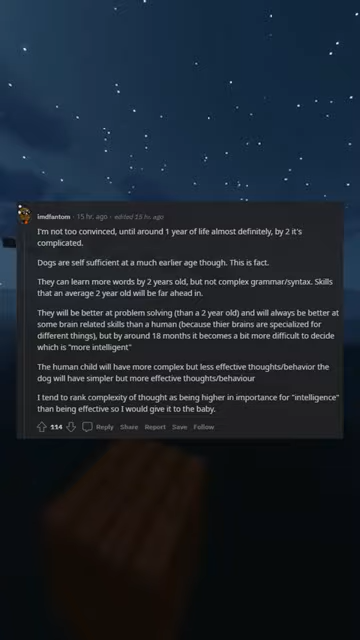 imdfantom · 15 hr. ago · edited 15 hr. ago
I'm not too convinced, until around 1 year of life almost definitely, by 2 it's
complicated.
Dogs are self sufficient at a much earlier age though. This is fact.
They can learn more words by 2 years old, but not complex grammar/syntax. Skills
that an average 2 year old will be far ahead in.
They will be better at problem solving (than a 2 year old) and will always be better at
some brain related skills than a human (because thier brains are specialized for
different things), but by around 18 months it becomes a bit more difficult to decide
which is "more intelligent"
The human child will have more complex but less effective thoughts/behavior the
dog will have simpler but more effective thoughts/behaviour
I tend to rank complexity of thought as being higher in importance for "intelligence"
than being effective so I would give it to the baby.
114 Reply Share Report Save Follow